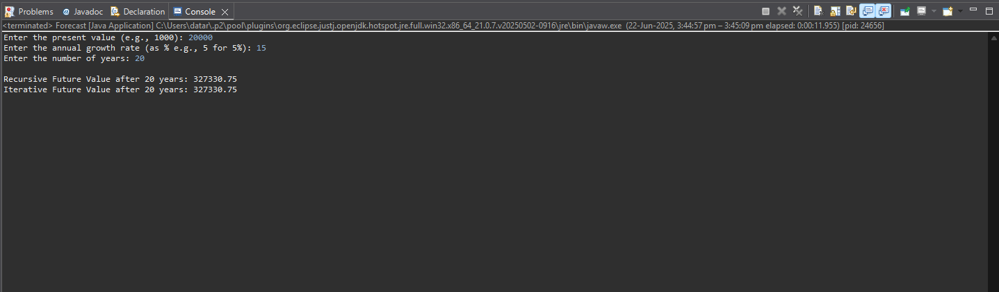 Problems @ Javadoc Declaration Console
<terminated> Forecast [Java Application] C:\Users\datar\.p2\pool\plugins\org.eclipse.justj.openjdk.hotspot.jre.full.win32.x86_64_21.0.7.v20250502-0916\jre\bin\javaw.exe (22-Jun-2025, 3:44:57 pm – 3:45:09 pm elapsed: 0:00:11.955) [pid: 24656]
Enter the present value (e.g., 1000): 20000
Enter the annual growth rate (as % e.g., 5 for 5%): 15
Enter the number of years: 20
Recursive Future Value after 20 years: 327330.75
Iterative Future Value after 20 years: 327330.75